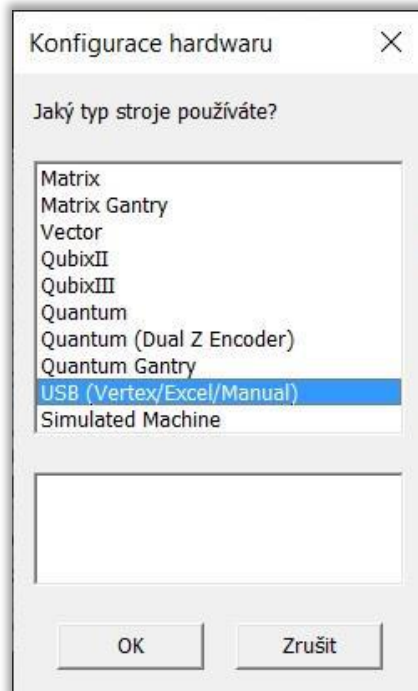 Konfigurace hardwaru
Jaký typ stroje používáte?
Matrix
Matrix Gantry
Vector
QubixII
QubixIII
Quantum
Quantum (Dual Z Encoder)
Quantum Gantry
USB (Vertex/Excel/Manual)
Simulated Machine
OK
Zrušit